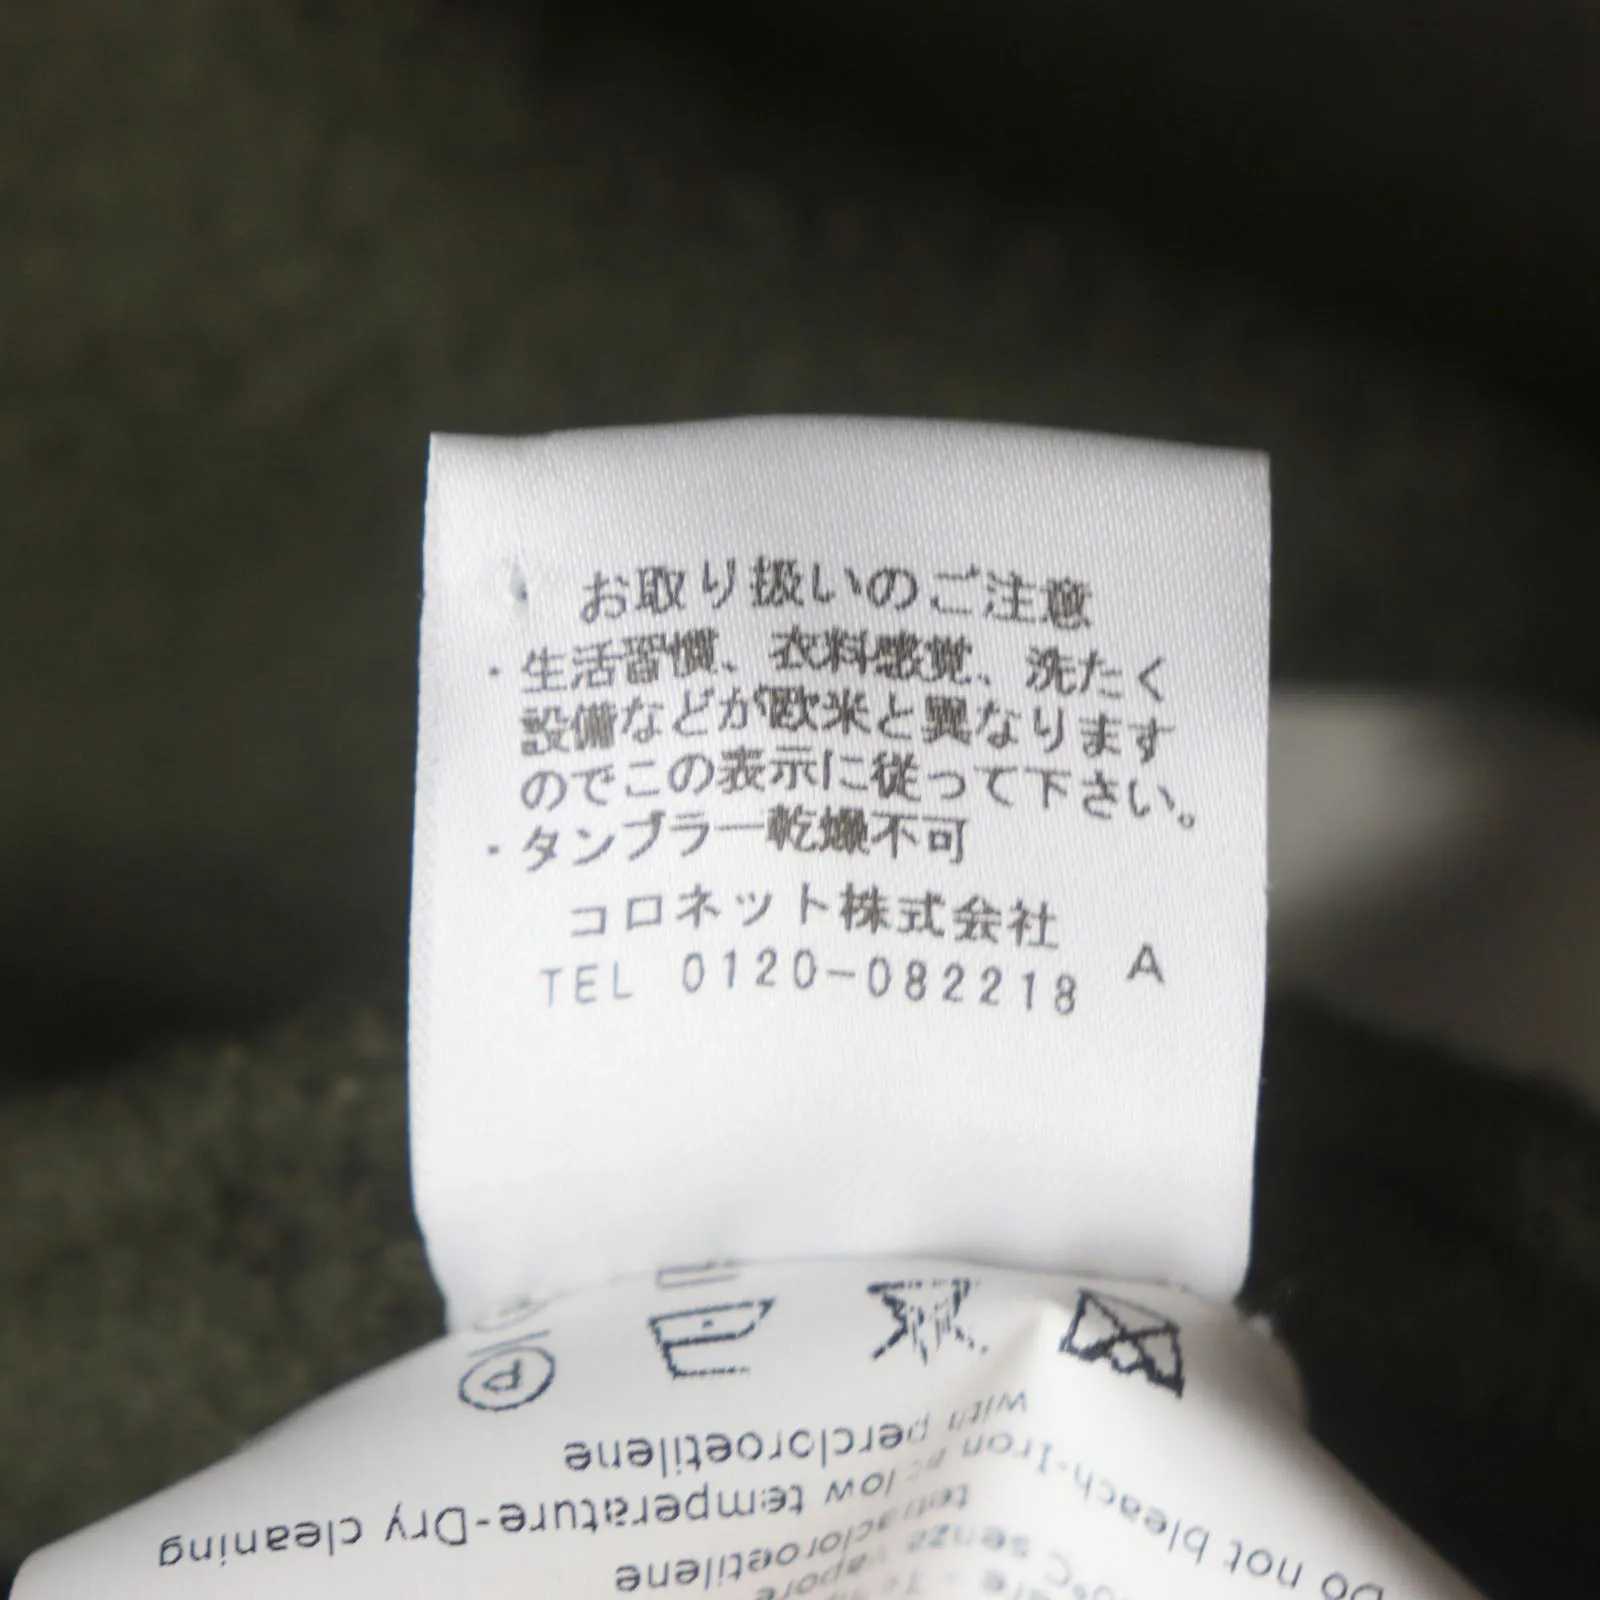 お取り扱いのご注意
・生活習慣、衣料感覚、洗たく
設備などが欧米と異なります
のでこの表示に従って下さい。
・タンブラー乾燥不可
コロネット株式会社
TEL 0120-082218 A
P
Do not bleach-Iron
at low temperature-Dry cleaning
with percloroetilene
senza
vapore
tetracloroetilene